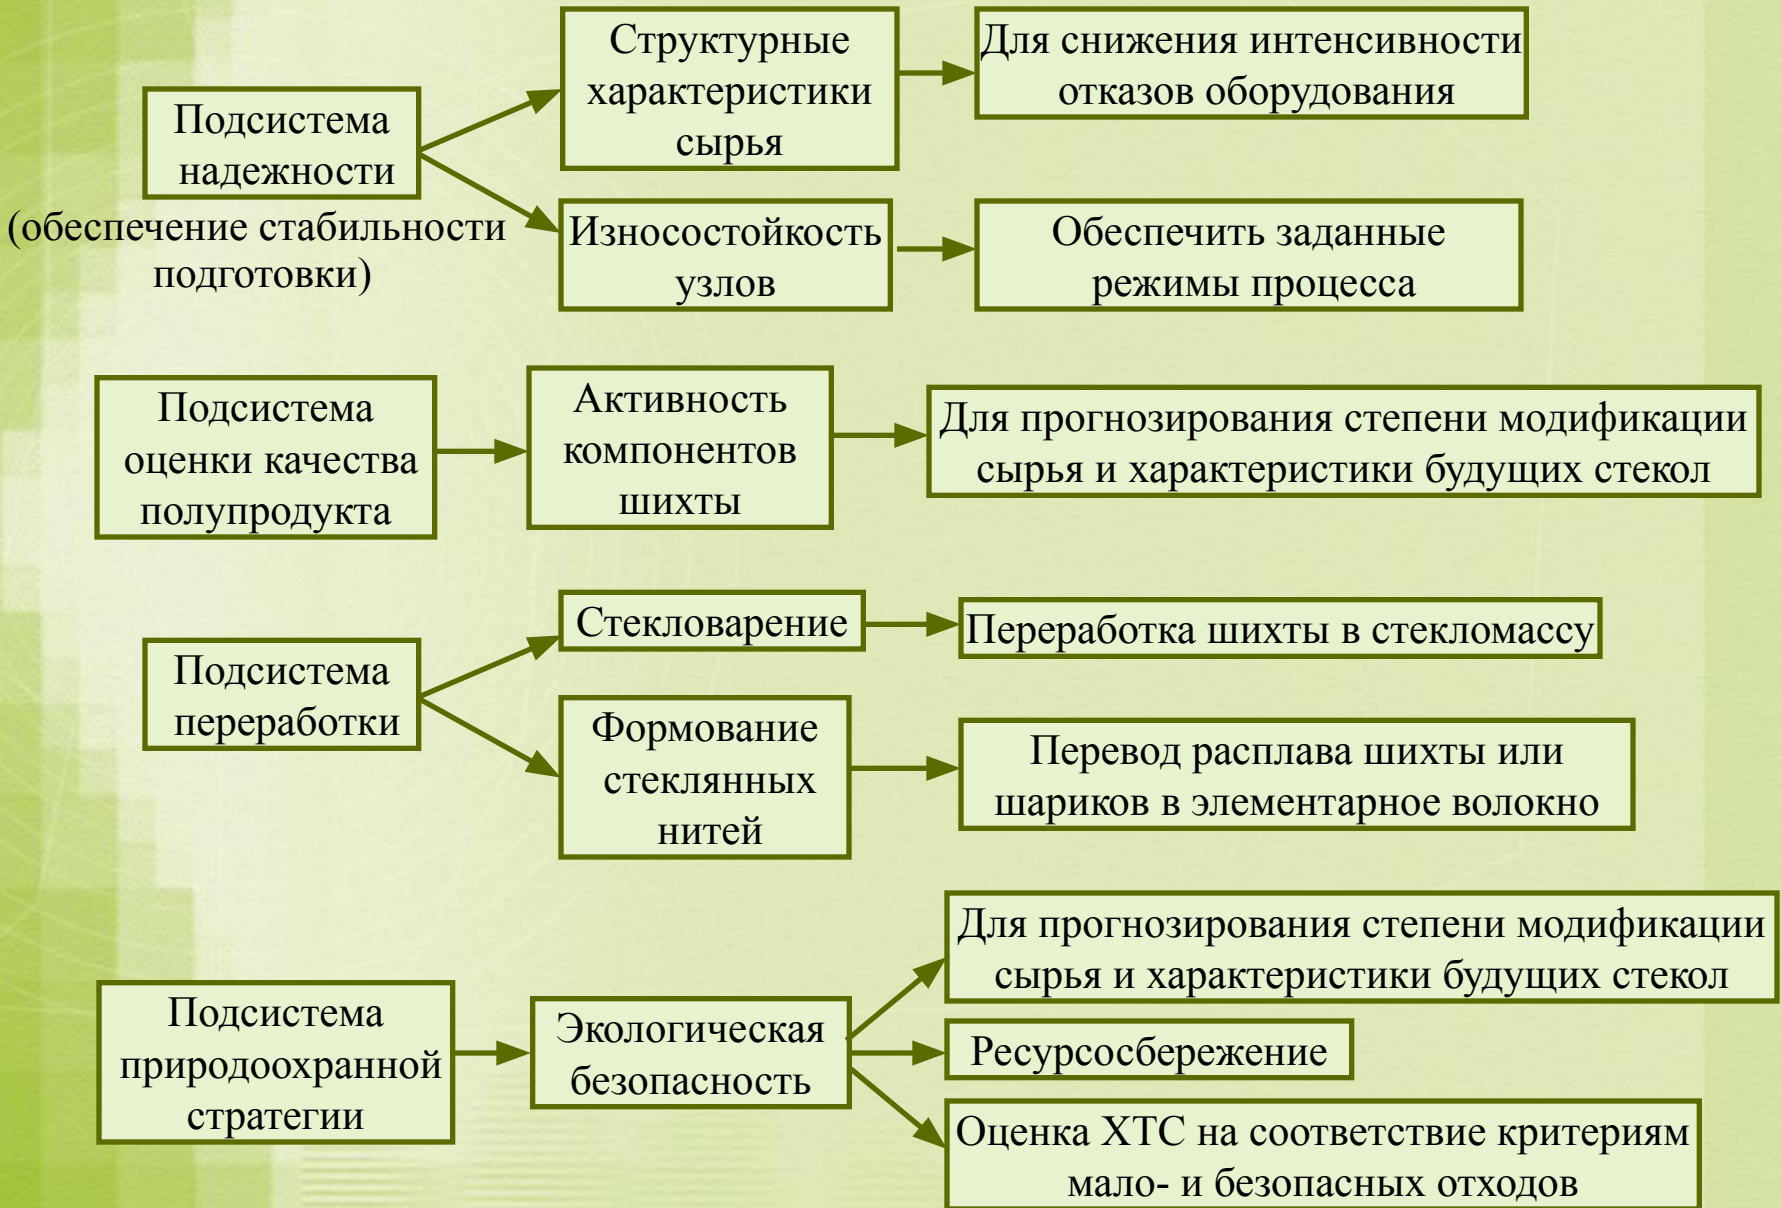 Подсистема
надежности
(обеспечение стабильности
подготовки)
Структурные
характеристики
сырья
Для снижения интенсивности
отказов оборудования
Износостойкость
узлов
Обеспечить заданные
режимы процесса
Подсистема
оценки качества
полупродукта
Активность
компонентов
шихты
Для прогнозирования степени модификации
сырья и характеристики будущих стекол
Подсистема
переработки
Стекловарение
Переработка шихты в стекломассу
Формование
стеклянных
нитей
Перевод расплава шихты или
шариков в элементарное волокно
Подсистема
природоохранной
стратегии
Экологическая
безопасность
Для прогнозирования степени модификации
сырья и характеристики будущих стекол
Ресурсосбережение
Оценка ХТС на соответствие критериям
мало- и безопасных отходов